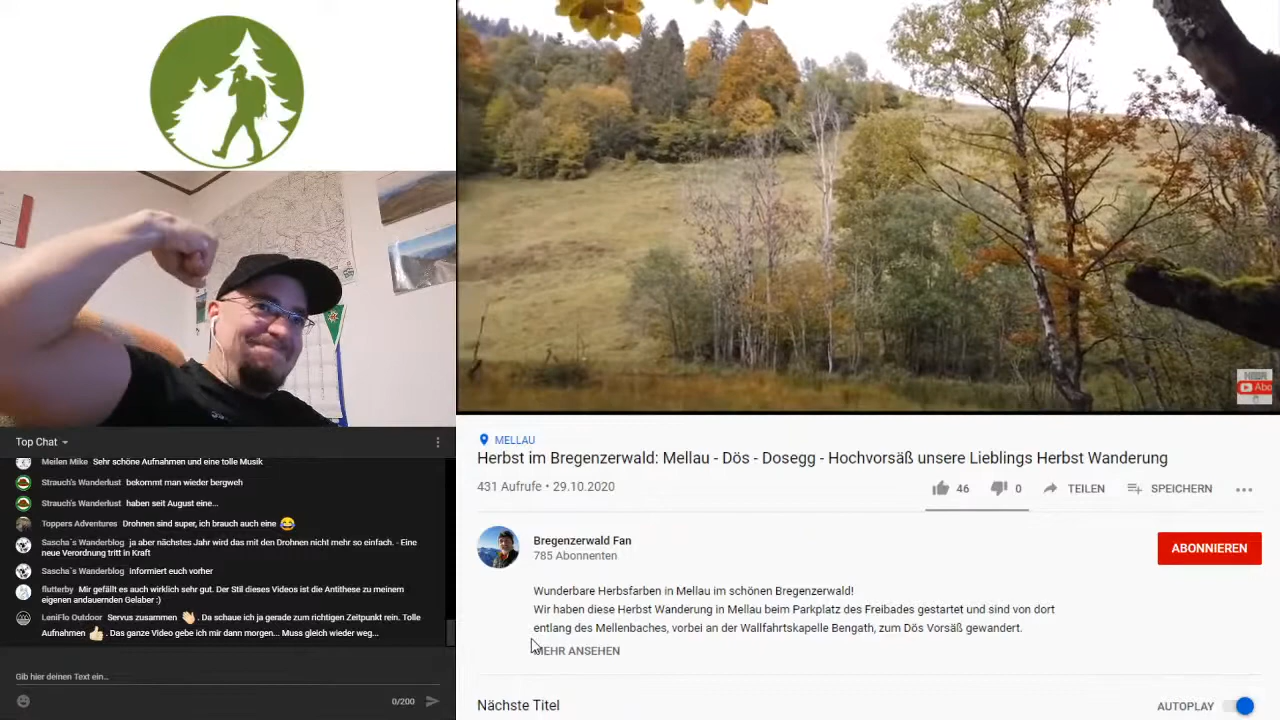 Top Chat
Meilen Mike Sehr schöne Aufnahmen und eine tolle Musik
Strauch's Wanderlust bekommt man wieder bergweh
Strauch's Wanderlust haben seit August eine...
Toppers Adventures Drohnen sind super, ich brauch auch eine 😂
Sascha`s Wanderblog ja aber nächstes Jahr wird das mit den Drohnen nicht mehr so einfach. - Eine
neue Verordnung tritt in Kraft
Sascha`s Wanderblog informiert euch vorher
flutterby Mir gefällt es auch wirklich sehr gut. Der Stil dieses Videos ist die Antithese zu meinem
eigenen andauernden Gelaber :)
LeniFlo Outdoor Servus zusammen 👋. Da schaue ich ja gerade zum richtigen Zeitpunkt rein. Tolle
Aufnahmen 👍. Das ganze Video gebe ich mir dann morgen... Muss gleich wieder weg...
Gib hier deinen Text ein...
0/200
Abo
MELLAU
Herbst im Bregenzerwald: Mellau - Dös - Dosegg - Hochvorsäß unsere Lieblings Herbst Wanderung
431 Aufrufe • 29.10.2020
46
0
TEILEN
SPEICHERN
Bregenzerwald Fan
785 Abonnenten
ABONNIEREN
Wunderbare Herbsfarben in Mellau im schönen Bregenzerwald!
Wir haben diese Herbst Wanderung in Mellau beim Parkplatz des Freibades gestartet und sind von dort
entlang des Mellenbaches, vorbei an der Wallfahrtskapelle Bengath, zum Dös Vorsäß gewandert.
MEHR ANSEHEN
Nächste Titel
AUTOPLAY